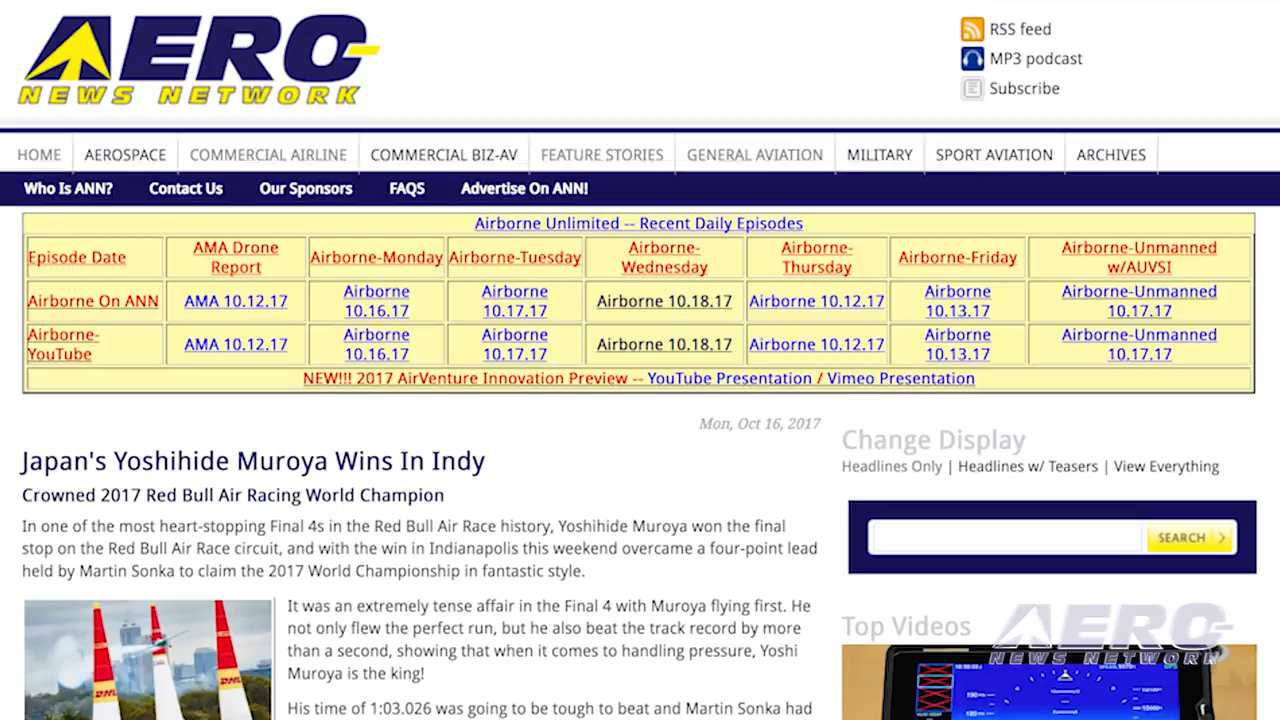 AERO
NEWS NETWORK
RSS feed
MP3 podcast
Subscribe
HOME AEROSPACE COMMERCIAL AIRLINE COMMERCIAL BIZ-AV FEATURE STORIES GENERAL AVIATION MILITARY SPORT AVIATION ARCHIVES
Who Is ANN? Contact Us Our Sponsors FAQS Advertise On ANN!
Airborne Unlimited -- Recent Daily Episodes
Episode Date
AMA Drone
Report
Airborne-Monday
Airborne-Tuesday
Airborne-
Wednesday
Airborne-
Thursday
Airborne-Friday
Airborne-Unmanned
w/AUVSI
Airborne On ANN
AMA 10.12.17
Airborne
10.16.17
Airborne
10.17.17
Airborne 10.18.17
Airborne 10.12.17
Airborne
10.13.17
Airborne-Unmanned
10.17.17
Airborne-
YouTube
AMA 10.12.17
Airborne
10.16.17
Airborne
10.17.17
Airborne 10.18.17
Airborne 10.12.17
Airborne
10.13.17
Airborne-Unmanned
10.17.17
NEW!!! 2017 AirVenture Innovation Preview -- YouTube Presentation / Vimeo Presentation
Mon, Oct 16, 2017
Japan's Yoshihide Muroya Wins In Indy
Crowned 2017 Red Bull Air Racing World Champion
In one of the most heart-stopping Final 4s in the Red Bull Air Race history, Yoshihide Muroya won the final
stop on the Red Bull Air Race circuit, and with the win in Indianapolis this weekend overcame a four-point lead
held by Martin Sonka to claim the 2017 World Championship in fantastic style.
It was an extremely tense affair in the Final 4 with Muroya flying first. He
not only flew the perfect run, but he also beat the track record by more
than a second, showing that when it comes to handling pressure, Yoshi
Muroya is the king!
His time of 1:03.026 was going to be tough to beat and Martin Sonka had
DHL
DHL
Change Display
Headlines Only | Headlines w/ Teasers | View Everything
SEARCH
Top Videos
AERO
NEWS NETWORK
GPS